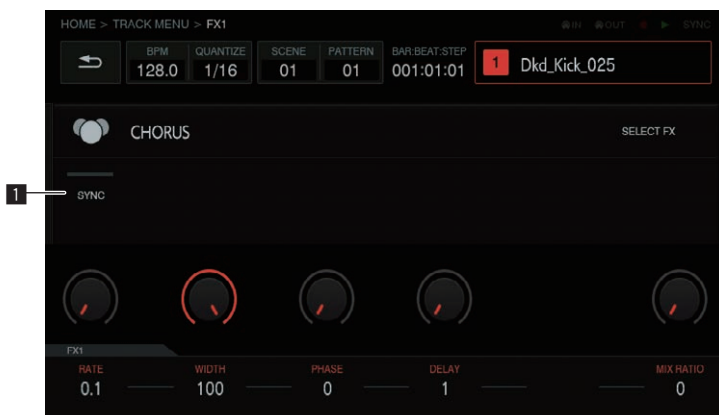 HOME > TRACK MENU > FX1 IN OUT SYNC
BPM QUANTIZE SCENE PATTERN BAR:BEAT:STEP
128.0 1/16 01 01 001:01:01 1 Dkd_Kick_025
CHORUS SELECT FX
1 SYNC
FX1
RATE WIDTH PHASE DELAY MIX RATIO
0.1 100 0 1 0